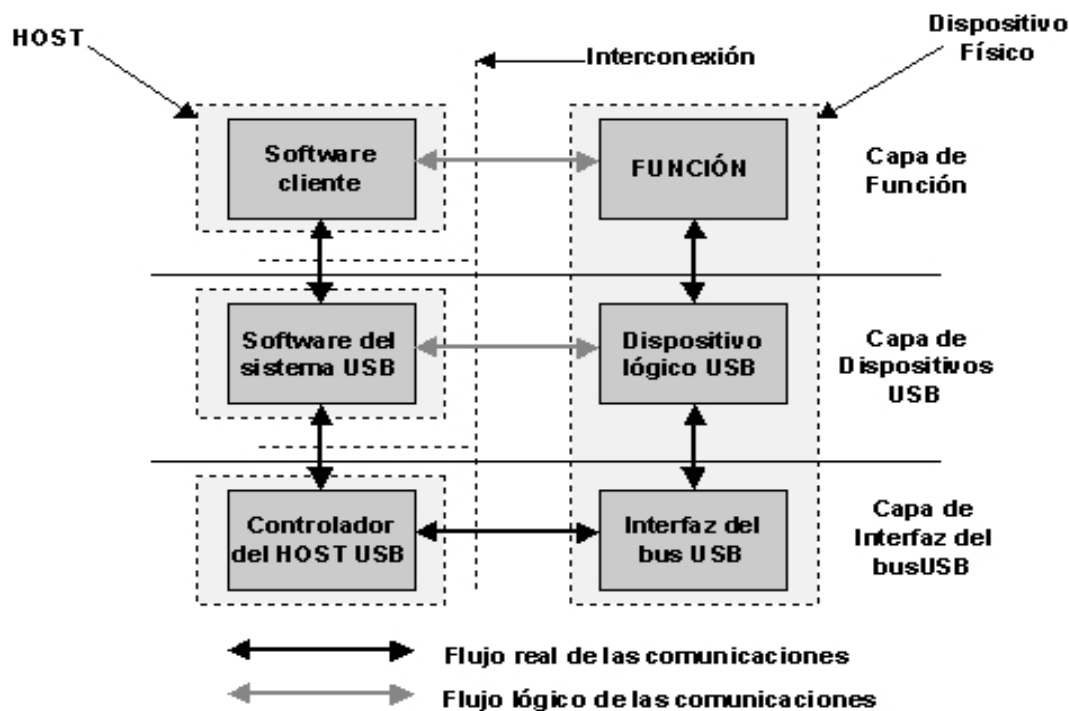 HOST
Dispositivo
Físico
Interconexión
Software
cliente
FUNCIÓN
Capa de
Función
Software del
sistema USB
Dispositivo
lógico USB
Capa de
Dispositivos
USB
Controlador
del HOST USB
Interfaz del
bus USB
Capa de
Interfaz del
busUSB
Flujo real de las comunicaciones
Flujo lógico de las comunicaciones